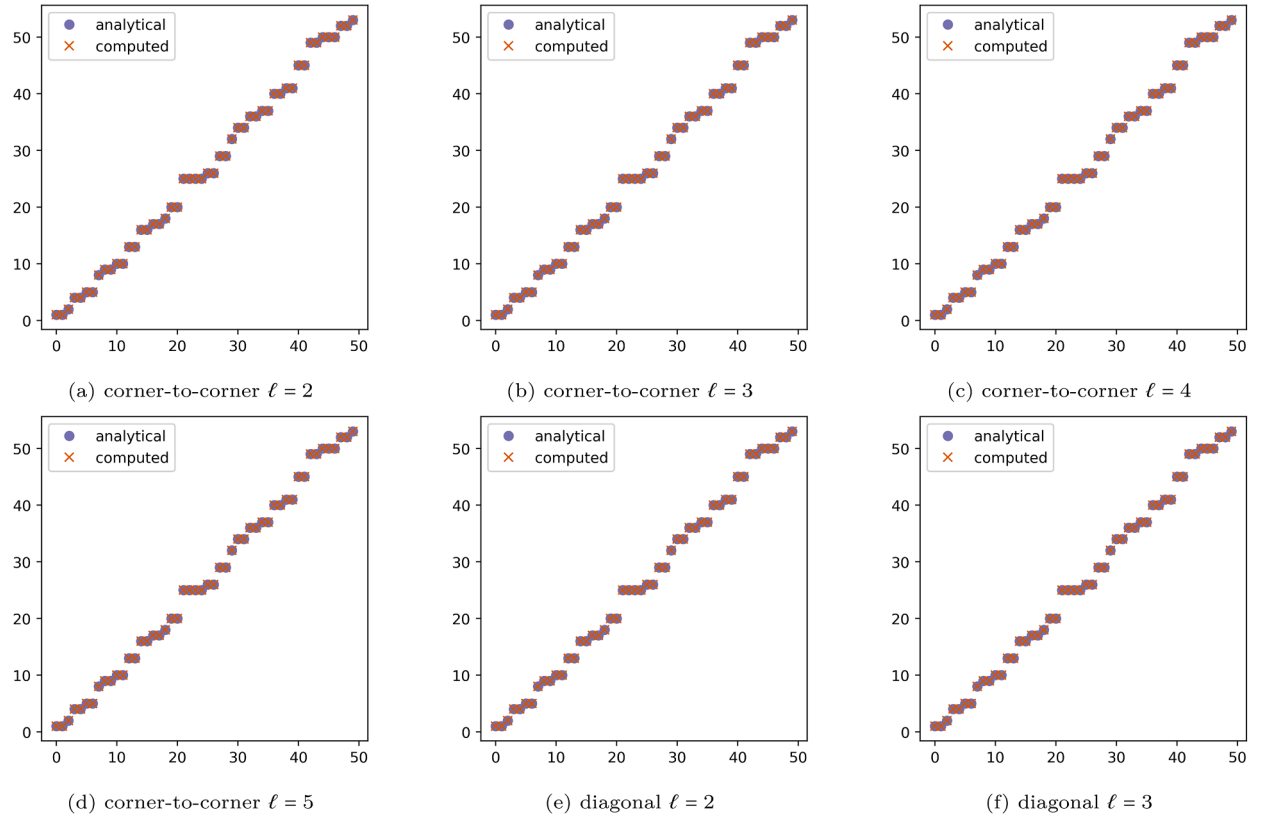 analytical
computed
50
40
30
20
10
0
0 10 20 30 40 50
(a) corner-to-corner ℓ = 2
analytical
computed
50
40
30
20
10
0
0 10 20 30 40 50
(b) corner-to-corner ℓ = 3
analytical
computed
50
40
30
20
10
0
0 10 20 30 40 50
(c) corner-to-corner ℓ = 4
analytical
computed
50
40
30
20
10
0
0 10 20 30 40 50
(d) corner-to-corner ℓ = 5
analytical
computed
50
40
30
20
10
0
0 10 20 30 40 50
(e) diagonal ℓ = 2
analytical
computed
50
40
30
20
10
0
0 10 20 30 40 50
(f) diagonal ℓ = 3